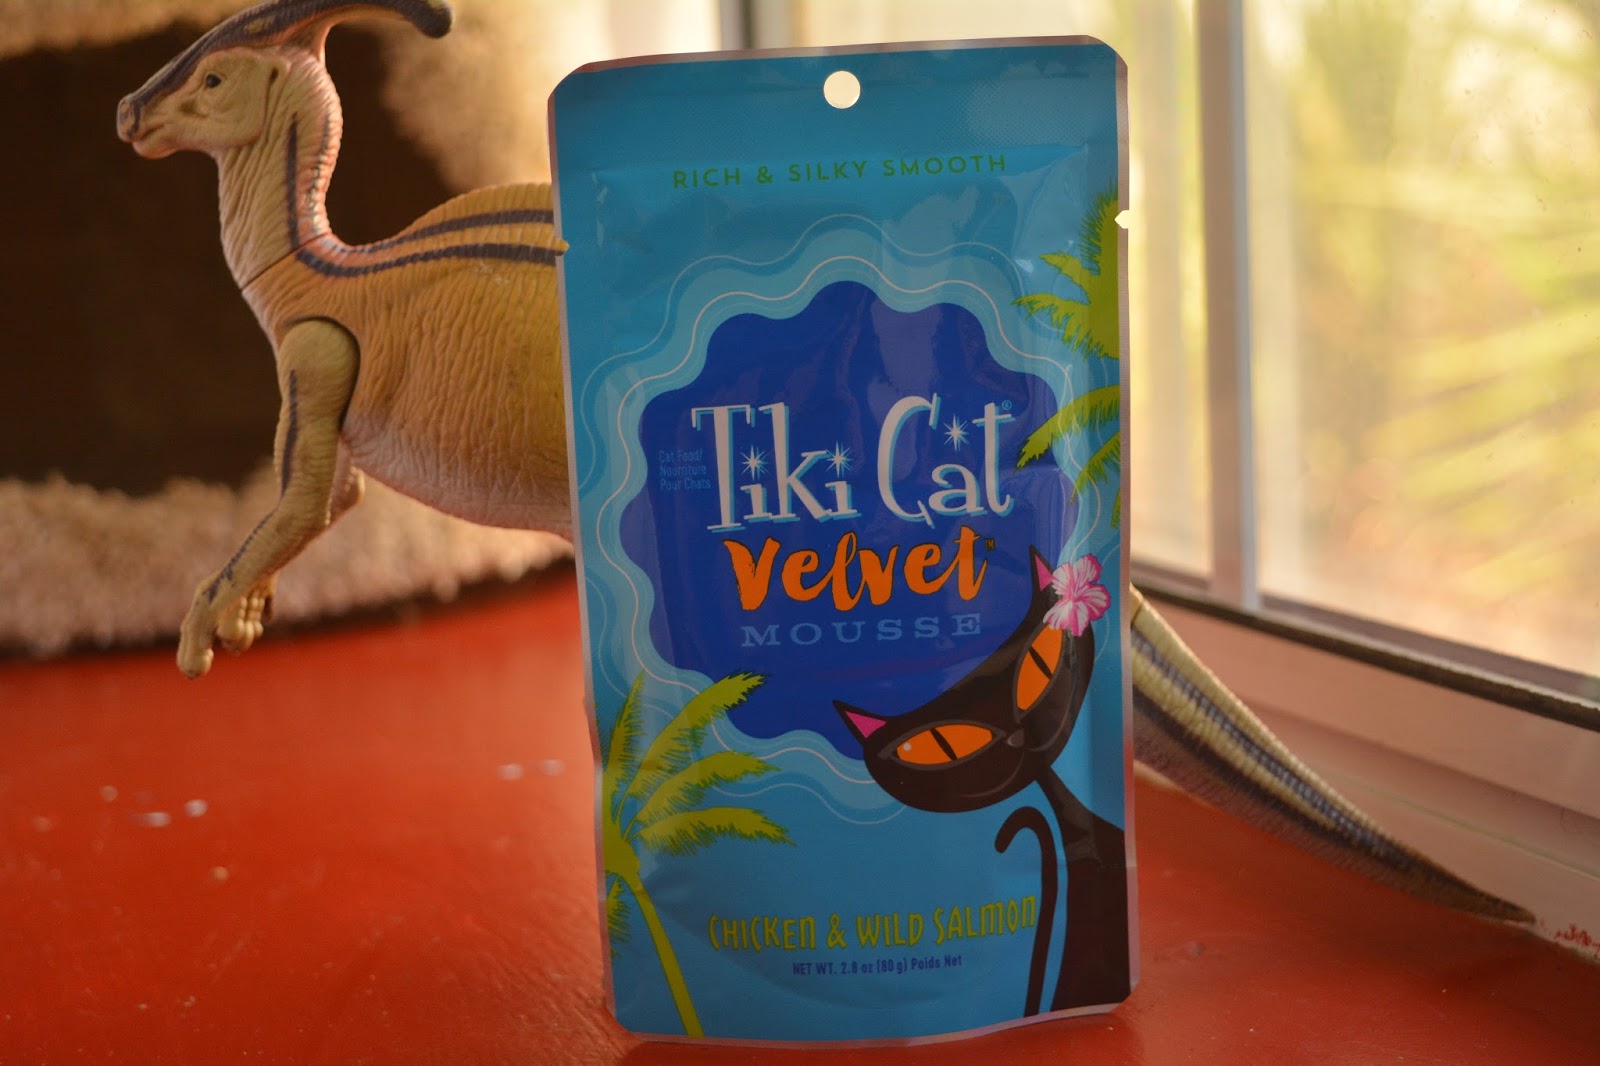 RICH & SILKY SMOOTH
Cat Food/
Nourriture
Pour Chats
Tiki Cat®
Velvet™
MOUSSE
CHICKEN & WILD SALMON
NET WT. 2.8 oz (80 g) Poids Net